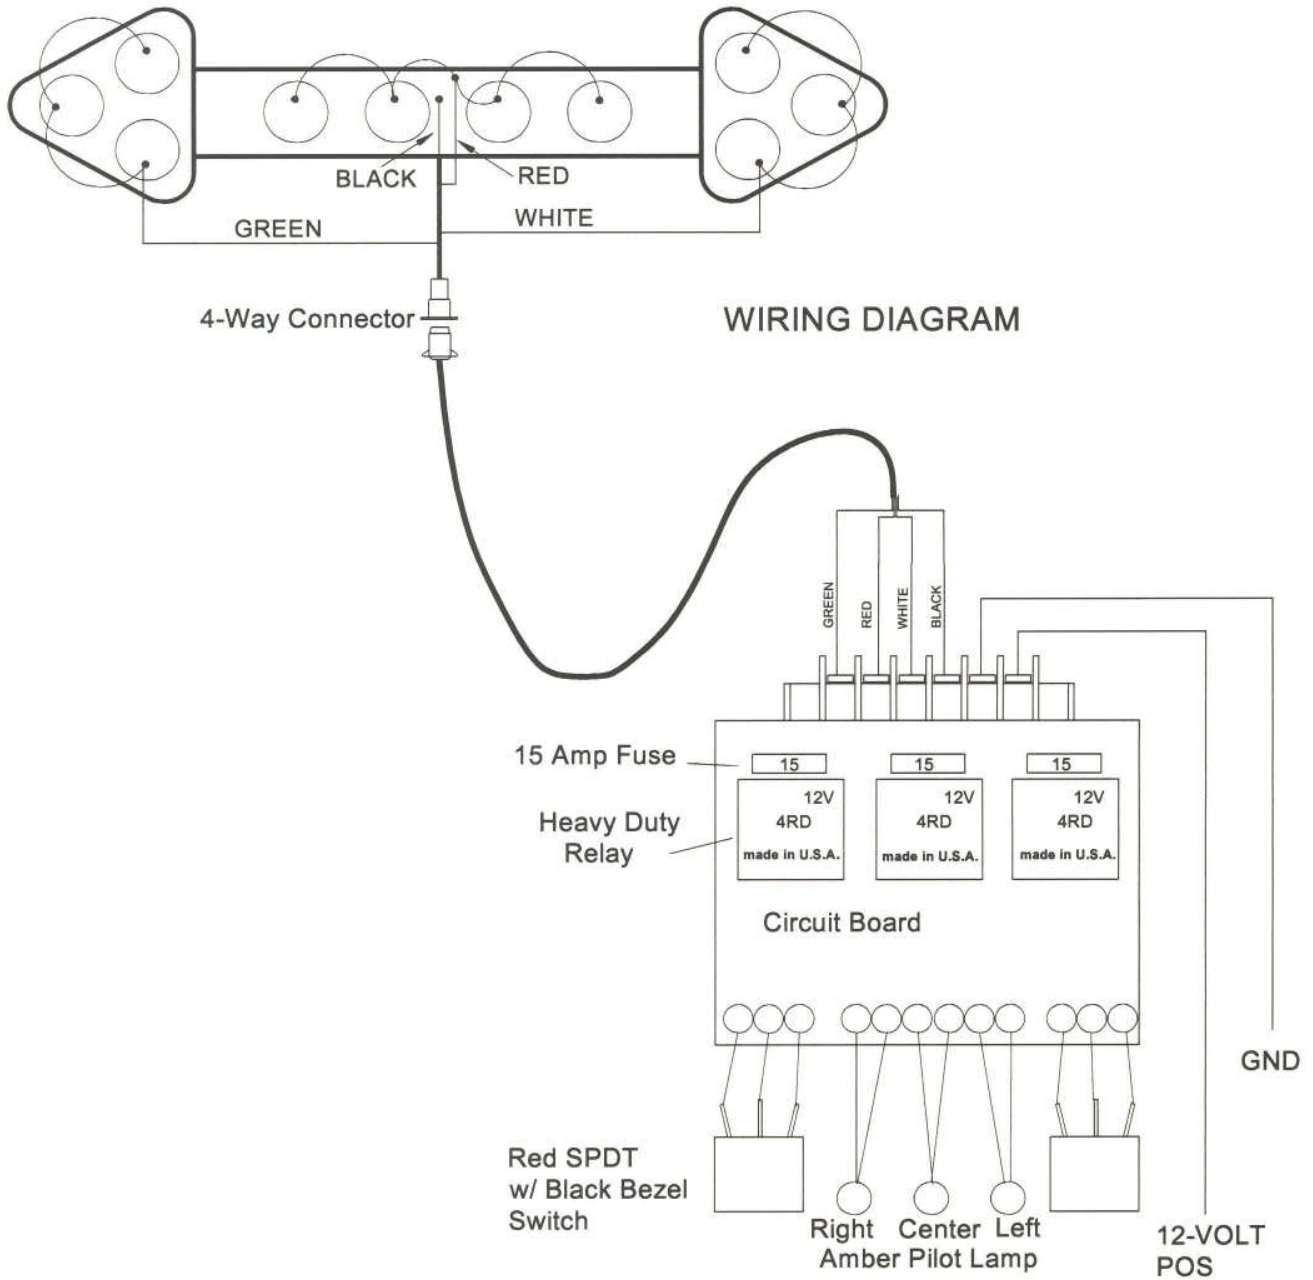 BLACK
RED
GREEN
WHITE
4-Way Connector
WIRING DIAGRAM
GREEN
RED
WHITE
BLACK
15 Amp Fuse
15
15
15
Heavy Duty
Relay
12V
4RD
made in U.S.A.
12V
4RD
made in U.S.A.
12V
4RD
made in U.S.A.
Circuit Board
GND
Red SPDT
w/ Black Bezel
Switch
Right Center Left
Amber Pilot Lamp
12-VOLT
POS